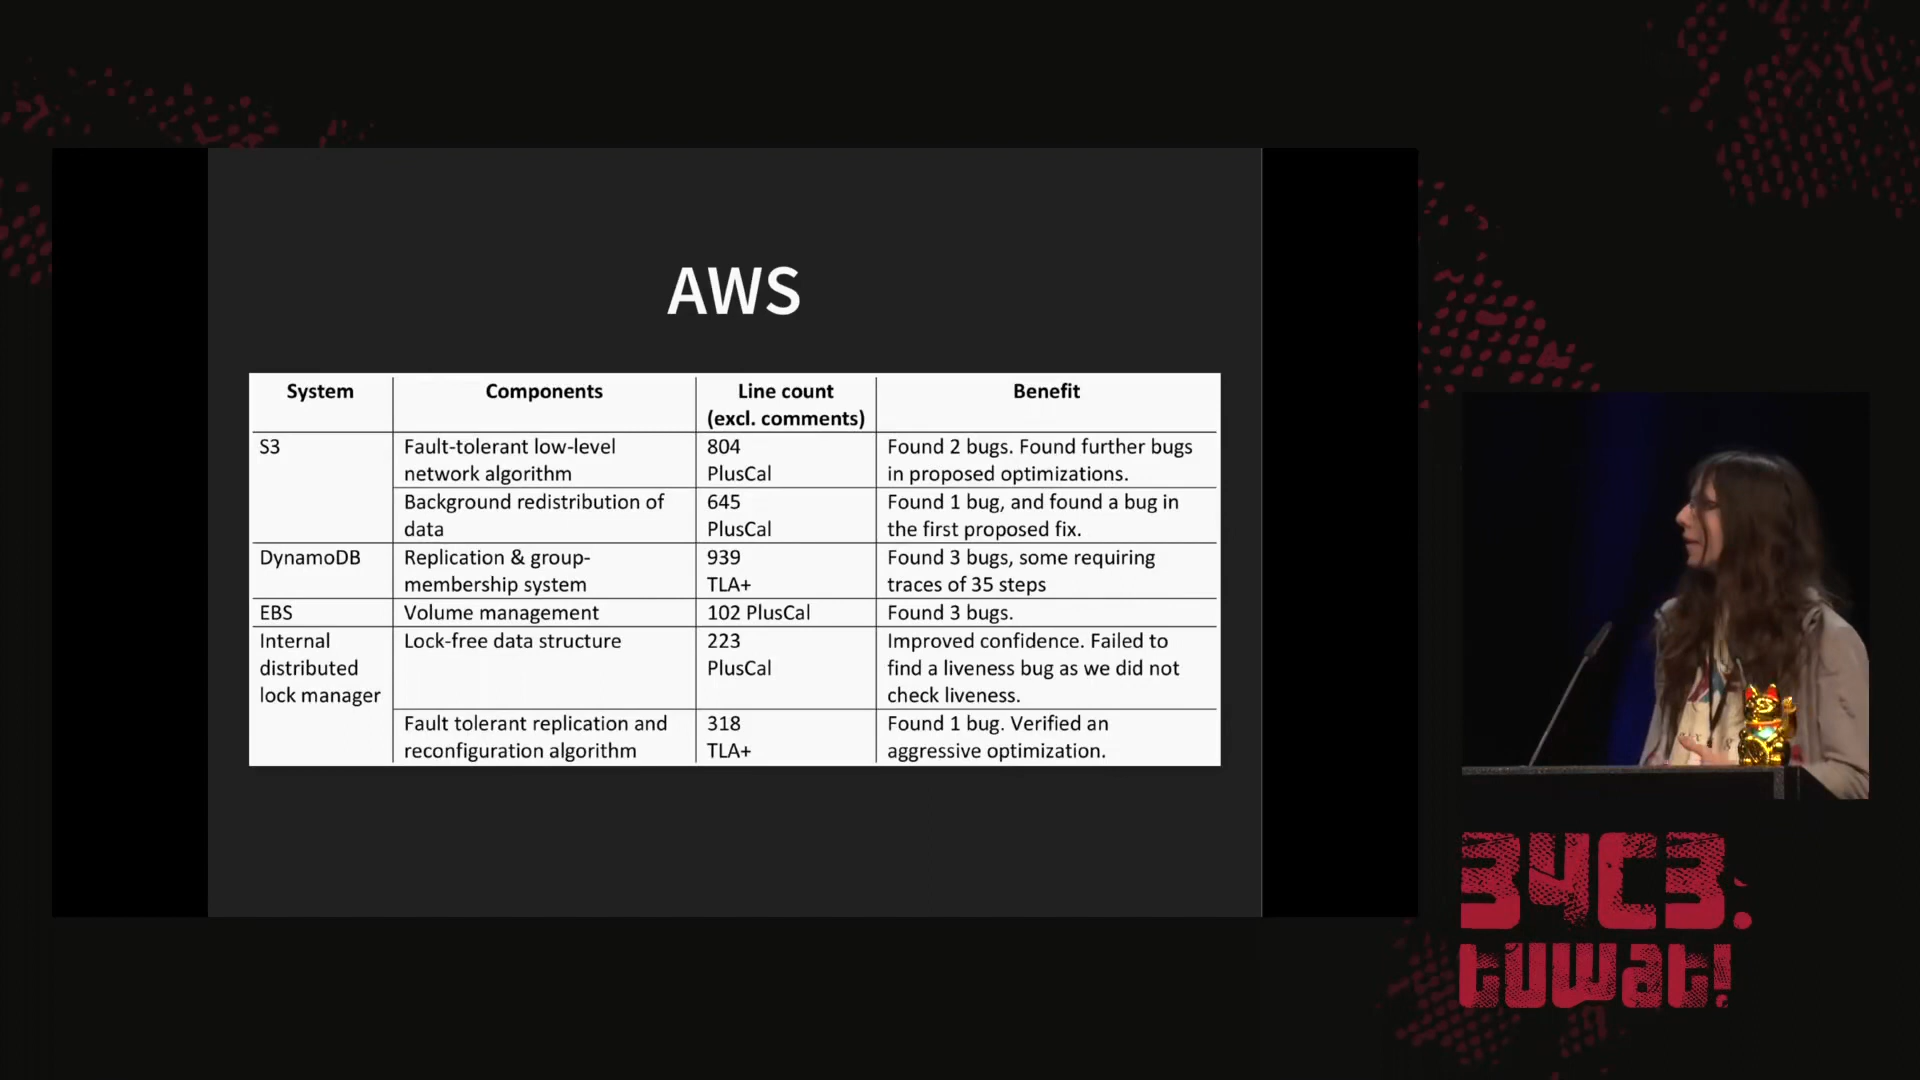 AWS
System
Components
Line count
(excl. comments)
Benefit
S3
Fault-tolerant low-level
network algorithm
804
PlusCal
Found 2 bugs. Found further bugs
in proposed optimizations.
Background redistribution of
data
645
PlusCal
Found 1 bug, and found a bug in
the first proposed fix.
DynamoDB
Replication & group-
membership system
939
TLA+
Found 3 bugs, some requiring
traces of 35 steps
EBS
Volume management
102 PlusCal
Found 3 bugs.
Internal
distributed
lock manager
Lock-free data structure
223
PlusCal
Improved confidence. Failed to
find a liveness bug as we did not
check liveness.
Fault tolerant replication and
reconfiguration algorithm
318
TLA+
Found 1 bug. Verified an
aggressive optimization.
34C3.
tuwat!